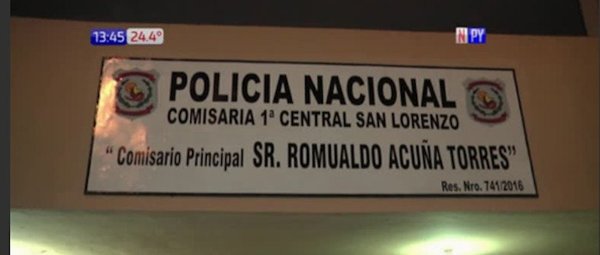 13:45 24.4° N PY
POLICIA NACIONAL
COMISARIA 1ª CENTRAL SAN LORENZO
“Comisario Principal SR. ROMUALDO ACUÑA TORRES”
Res. Nro. 741/2016